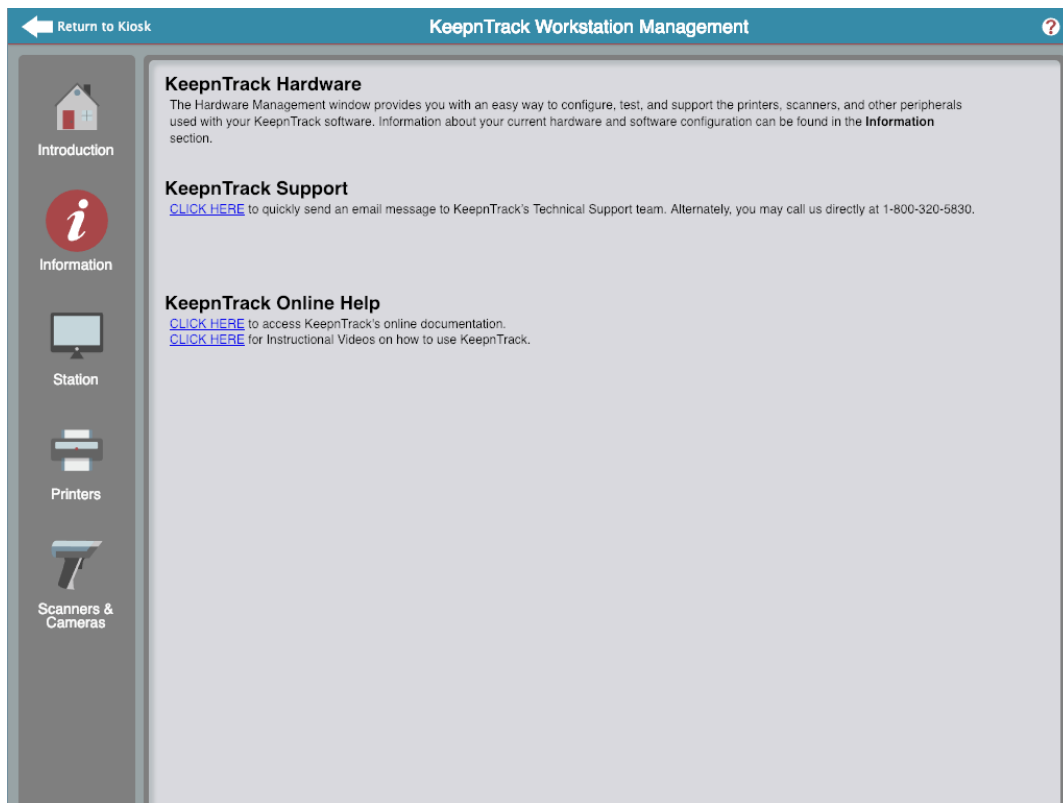 Return to Kiosk
KeepnTrack Workstation Management
?
Introduction
i
Information
Station
Printers
Scanners &
Cameras
KeepnTrack Hardware
The Hardware Management window provides you with an easy way to configure, test, and support the printers, scanners, and other peripherals
used with your KeepnTrack software. Information about your current hardware and software configuration can be found in the Information
section.
KeepnTrack Support
CLICK HERE to quickly send an email message to KeepnTrack's Technical Support team. Alternately, you may call us directly at 1-800-320-5830.
KeepnTrack Online Help
CLICK HERE to access KeepnTrack's online documentation.
CLICK HERE for Instructional Videos on how to use KeepnTrack.